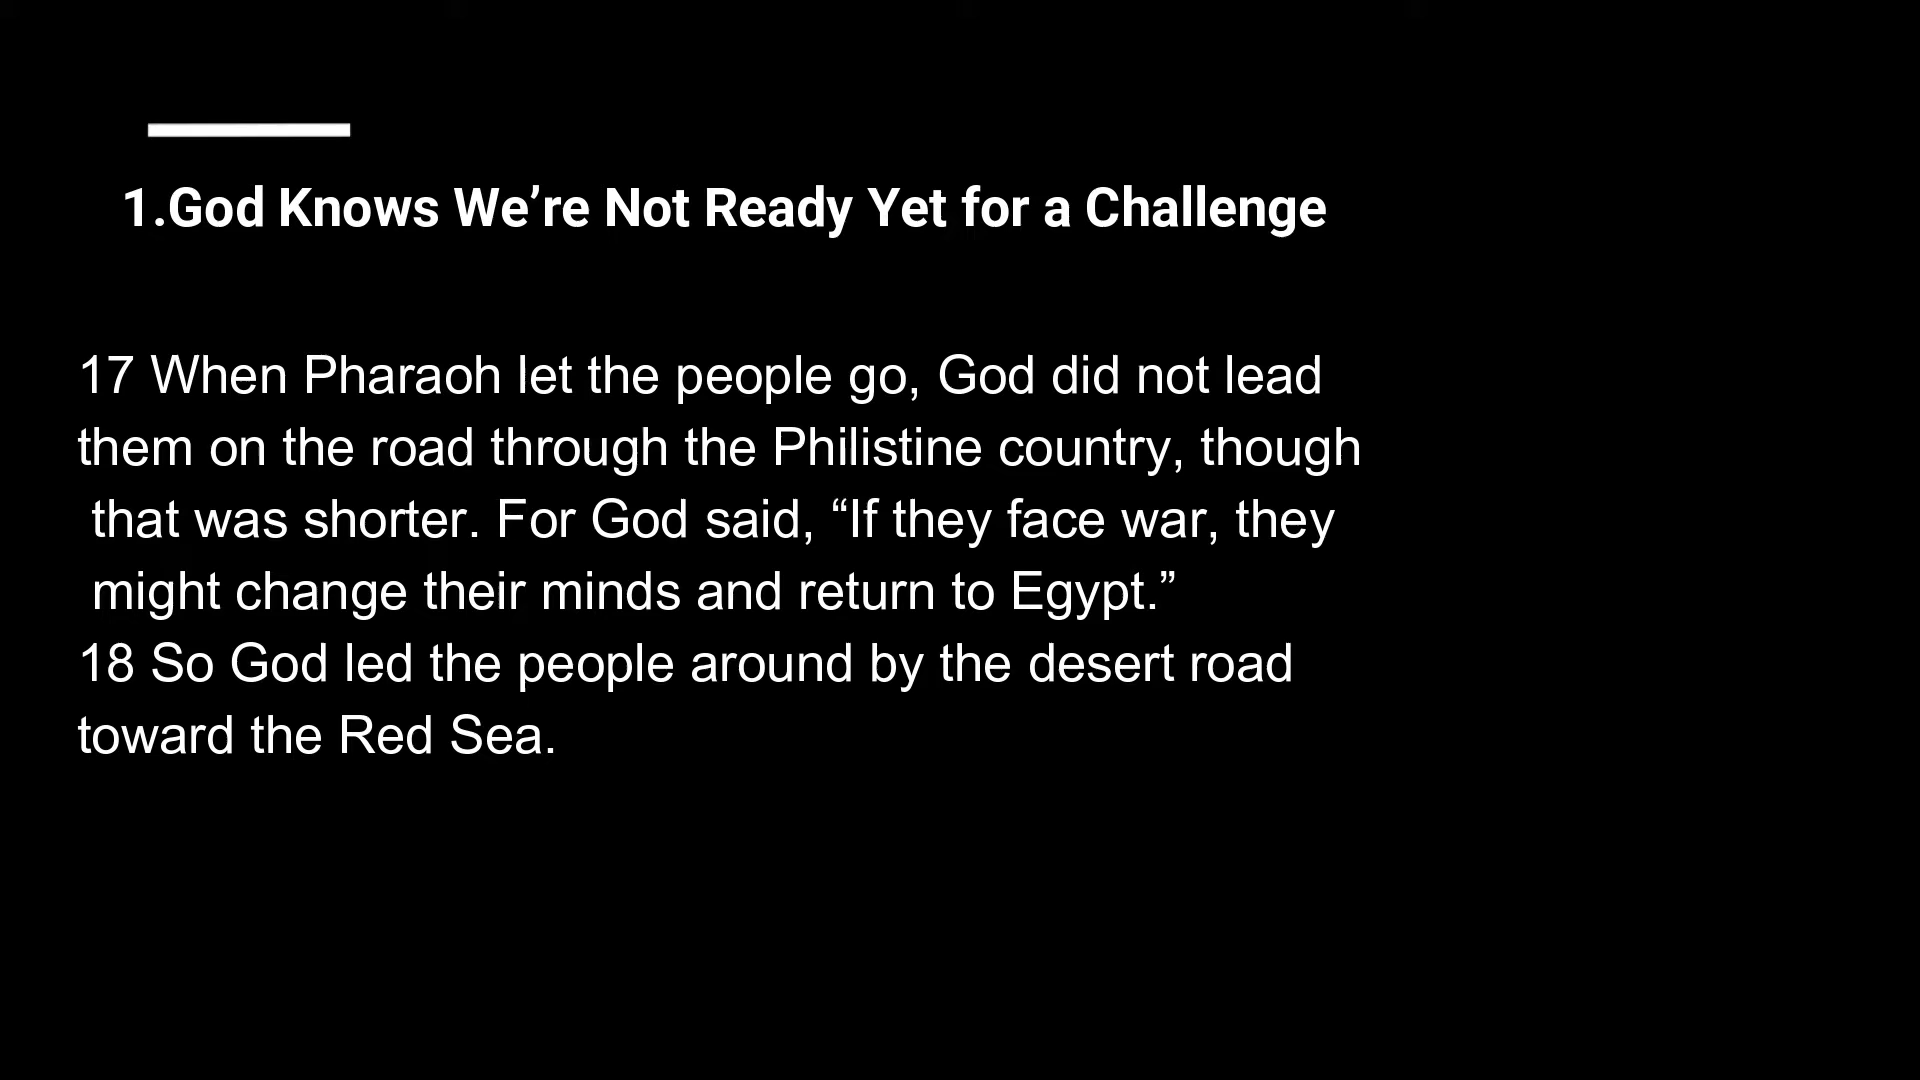 1.God Knows We’re Not Ready Yet for a Challenge
17 When Pharaoh let the people go, God did not lead
them on the road through the Philistine country, though
that was shorter. For God said, “If they face war, they
might change their minds and return to Egypt.”
18 So God led the people around by the desert road
toward the Red Sea.